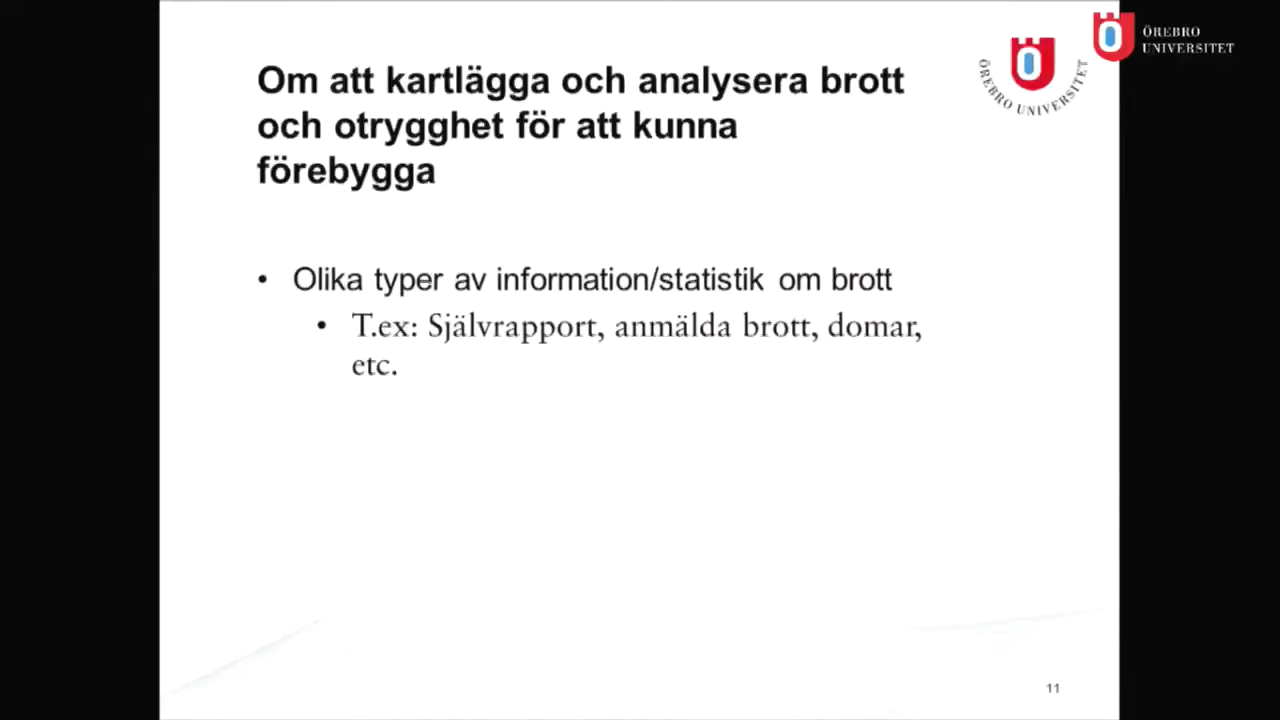 Om att kartlägga och analysera brott
och otrygghet för att kunna
förebygga
• Olika typer av information/statistik om brott
• T.ex: Självrapport, anmälda brott, domar,
etc.
ÖREBRO UNIVERSITET
ÖREBRO
UNIVERSITET
11